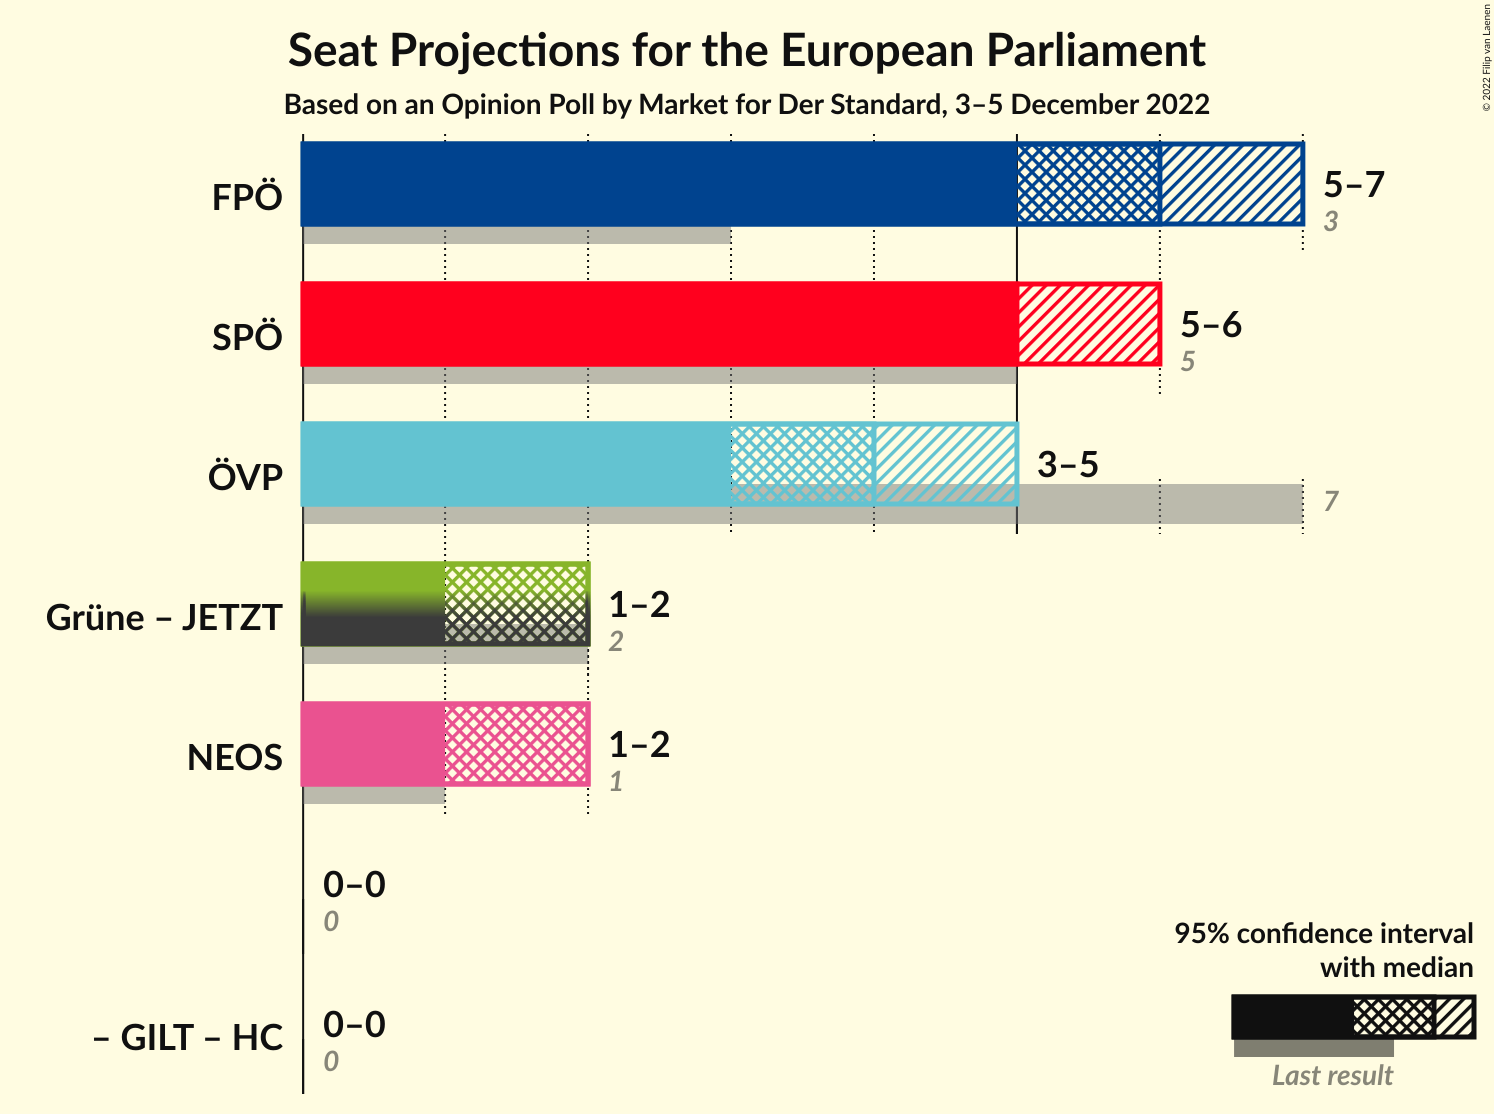 Seat Projections for the European Parliament
Based on an Opinion Poll by Market for Der Standard, 3–5 December 2022
© 2022 Filip van Laenen
FPÖ
5–7
3
SPÖ
5–6
5
ÖVP
3–5
7
Grüne – JETZT
1–2
2
NEOS
1–2
1
0–0
0
– GILT – HC
0–0
0
95% confidence interval
with median
Last result